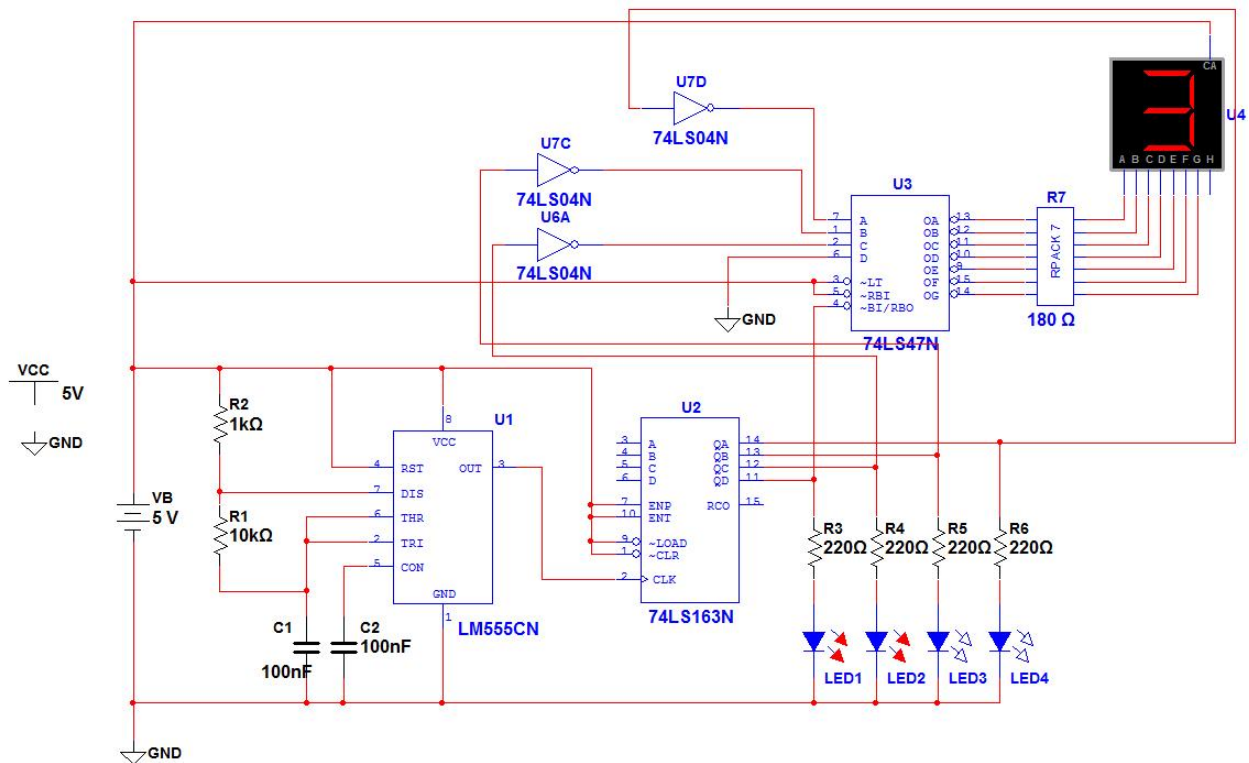 U7D
74LS04N
CA
U4
A B C D E F G H
U7C
74LS04N
U6A
74LS04N
U3
7 A OA 13
1 B OB 12
2 C OC 11
6 D OD 10
OE 9
3 ~LT OF 15
5 ~RBI OG 14
4 ~BI/RBO
74LS47N
R7
RPACK 7
180 Ω
GND
VCC
5V
GND
VB
5 V
R2
1kΩ
R1
10kΩ
U1
8
VCC
4 RST OUT 3
7 DIS
6 THR
2 TRI
5 CON
GND
1
LM555CN
C1
100nF
C2
100nF
U2
3 A QA 14
4 B QB 13
5 C QC 12
6 D QD 11
7 ENP RCO 15
10 ENT
9 ~LOAD
1 ~CLR
2 CLK
74LS163N
R3
220Ω
R4
220Ω
R5
220Ω
R6
220Ω
LED1
LED2
LED3
LED4
GND
3